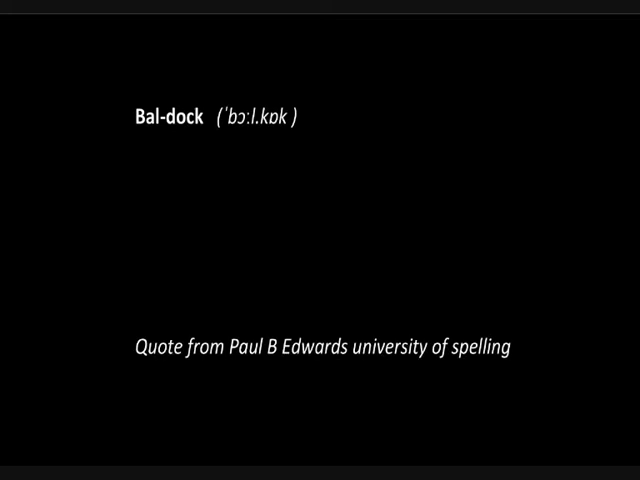 Bal-dock (ˈbɔːl.kɒk )
Quote from Paul B Edwards university of spelling